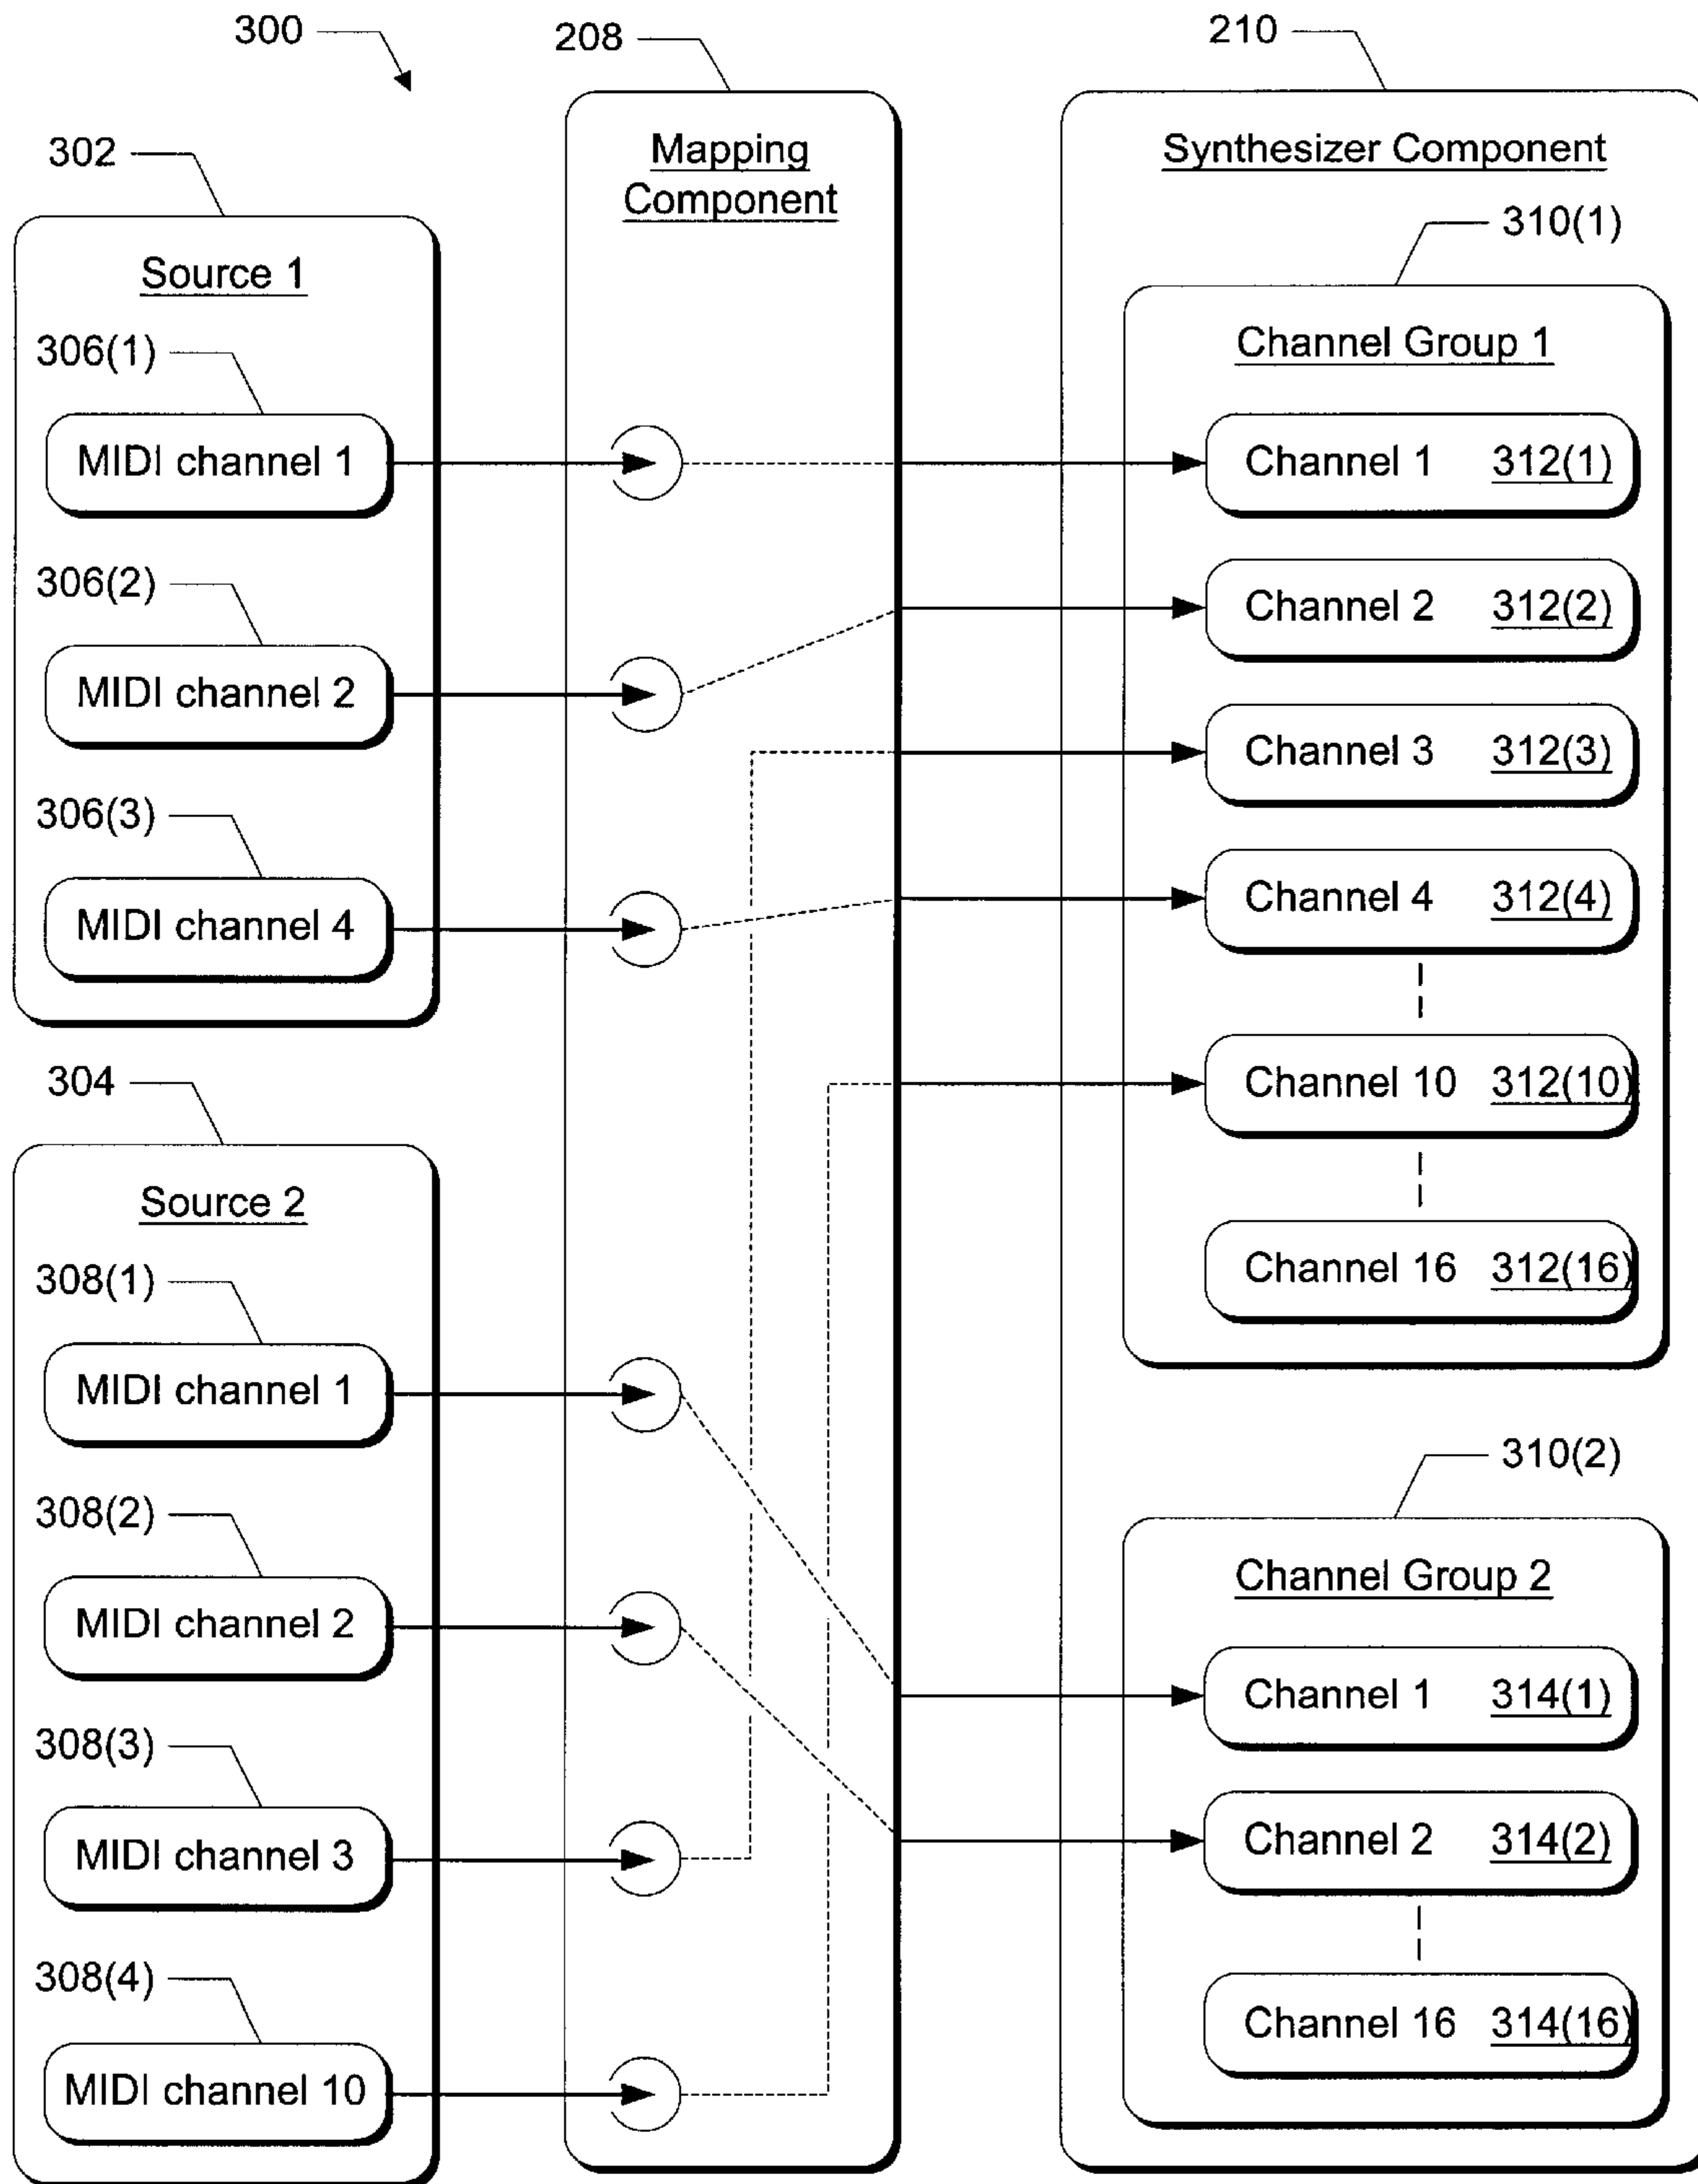 300
208
210
302
Mapping
Component
Synthesizer Component
310(1)
Source 1
Channel Group 1
306(1)
MIDI channel 1
Channel 1 312(1)
306(2)
Channel 2 312(2)
MIDI channel 2
Channel 3 312(3)
306(3)
MIDI channel 4
Channel 4 312(4)
304
Channel 10 312(10)
Source 2
308(1)
Channel 16 312(16)
MIDI channel 1
310(2)
308(2)
Channel Group 2
MIDI channel 2
Channel 1 314(1)
308(3)
MIDI channel 3
Channel 2 314(2)
308(4)
Channel 16 314(16)
MIDI channel 10